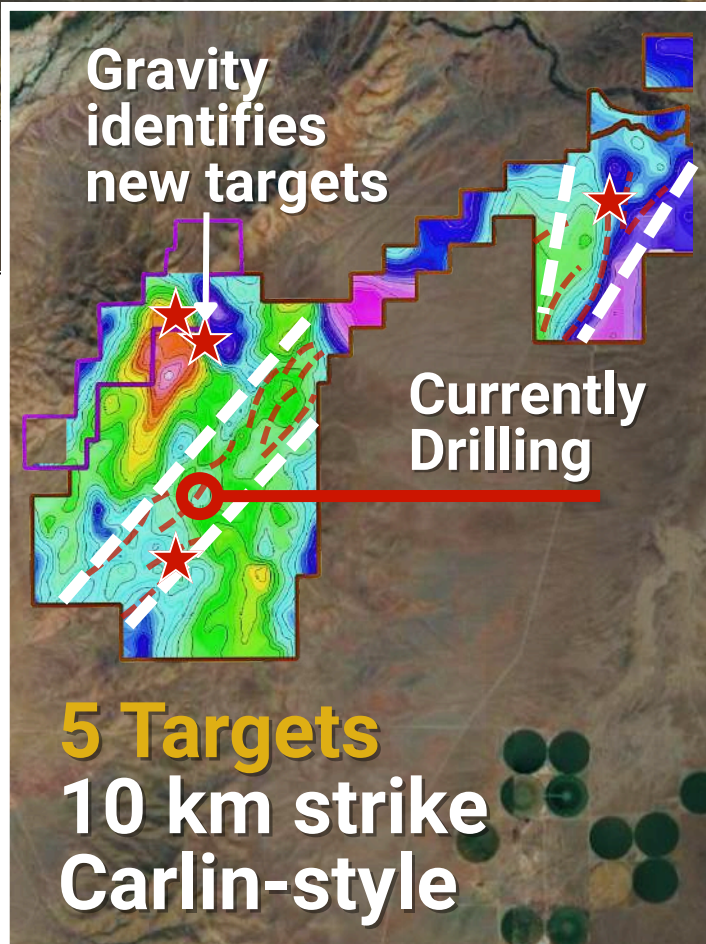 Gravity
identifies
new targets
Currently
Drilling
5 Targets
10 km strike
Carlin-style